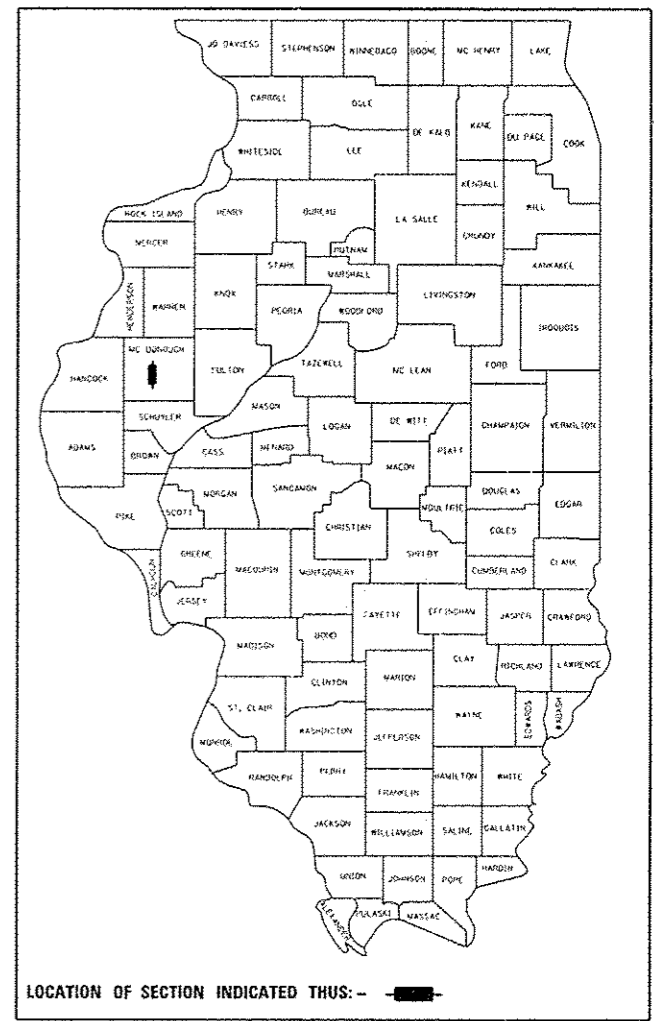 JO DAVIESS STEPHENSON WINNEBAGO BOONE MC HENRY LAKE
CARROLL OGLE DE KALB KANE DU PAGE COOK
WHITESIDE LEE
KENDALL WILL
ROCK ISLAND HENRY BUREAU LA SALLE GRUNDY
MERCER PUTNAM
STARK MARSHALL KANKAKEE
HENDERSON WARREN KNOX PEORIA WOODFORD LIVINGSTON IROQUOIS
MC DONOUGH FULTON TAZEWELL MC LEAN FORD
HANCOCK MASON
SCHUYLER LOGAN DE WITT CHAMPAIGN VERMILION
ADAMS BROWN CASS MENARD PIATT
MACON
MORGAN SANGAMON DOUGLAS
PIKE SCOTT CHRISTIAN MOULTRIE COLES EDGAR
GREENE MACOUPIN MONTGOMERY SHELBY
CALHOUN CUMBERLAND CLARK
JERSEY FAYETTE EFFINGHAM JASPER CRAWFORD
MADISON BOND
CLAY RICHLAND LAWRENCE
CLINTON MARION
ST. CLAIR WAYNE EDWARDS WABASH
WASHINGTON JEFFERSON
MONROE
RANDOLPH PERRY HAMILTON WHITE
FRANKLIN
JACKSON WILLIAMSON SALINE GALLATIN
UNION JOHNSON POPE HARDIN
ALEXANDER PULASKI MASSAC
LOCATION OF SECTION INDICATED THUS: -